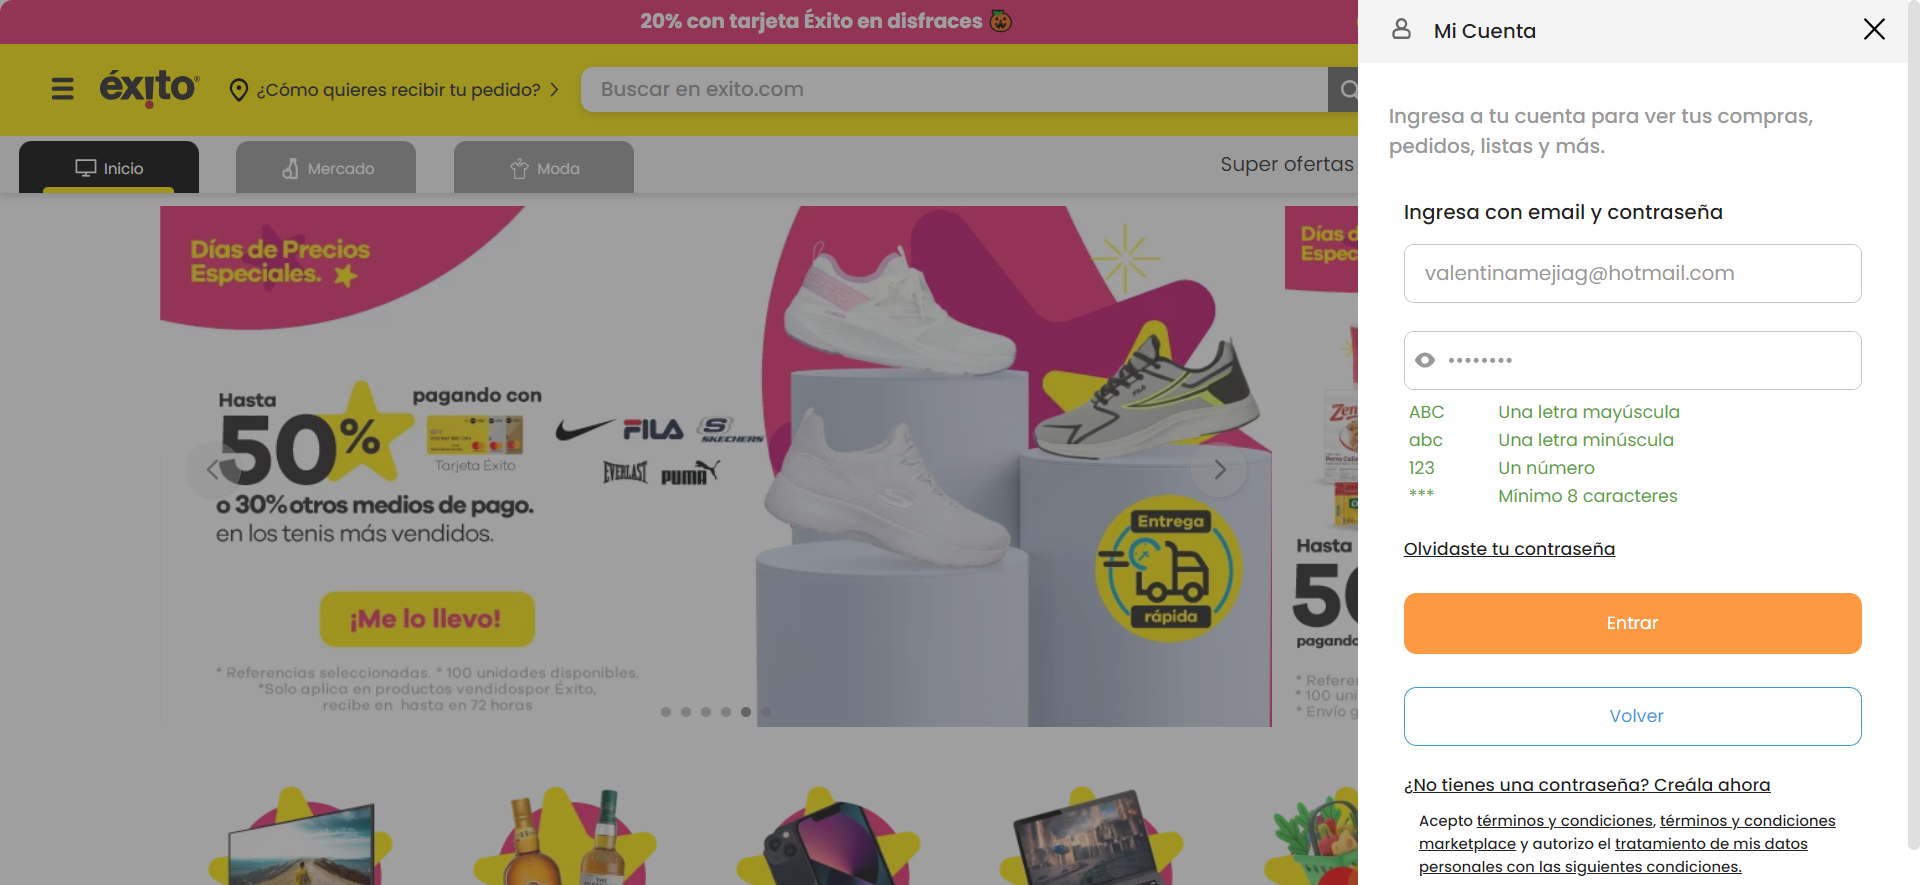 20% con tarjeta Éxito en disfraces
éxito
¿Cómo quieres recibir tu pedido?
Buscar en exito.com
Inicio
Mercado
Moda
Super ofertas
Días de Precios
Especiales.
Hasta
50%
pagando con
Tarjeta Éxito
FILA
SKECHERS
EVERLAST
PUMA
o 30% otros medios de pago.
en los tenis más vendidos.
¡Me lo llevo!
* Referencias seleccionadas. * 100 unidades disponibles.
*Solo aplica en productos vendidospor Éxito,
recibe en hasta en 72 horas
Entrega
rápida
Días d
Espec
Hasta
50
pagando
* Refere
* 100 uni
* Envío g
Mi Cuenta
Ingresa a tu cuenta para ver tus compras,
pedidos, listas y más.
Ingresa con email y contraseña
valentinamejiag@hotmail.com
••••••••
ABC Una letra mayúscula
abc Una letra minúscula
123 Un número
*** Mínimo 8 caracteres
Olvidaste tu contraseña
Entrar
Volver
¿No tienes una contraseña? Creála ahora
Acepto términos y condiciones, términos y condiciones
marketplace y autorizo el tratamiento de mis datos
personales con las siguientes condiciones.